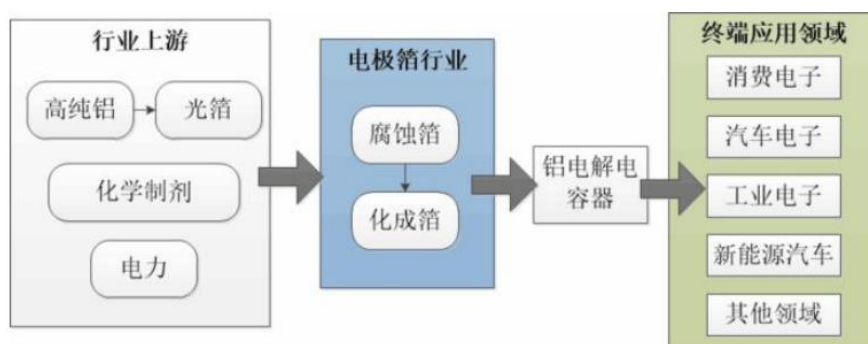 行业上游
高纯铝
光箔
化学制剂
电力
电极箔行业
腐蚀箔
化成箔
铝电解电
容器
终端应用领域
消费电子
汽车电子
工业电子
新能源汽车
其他领域